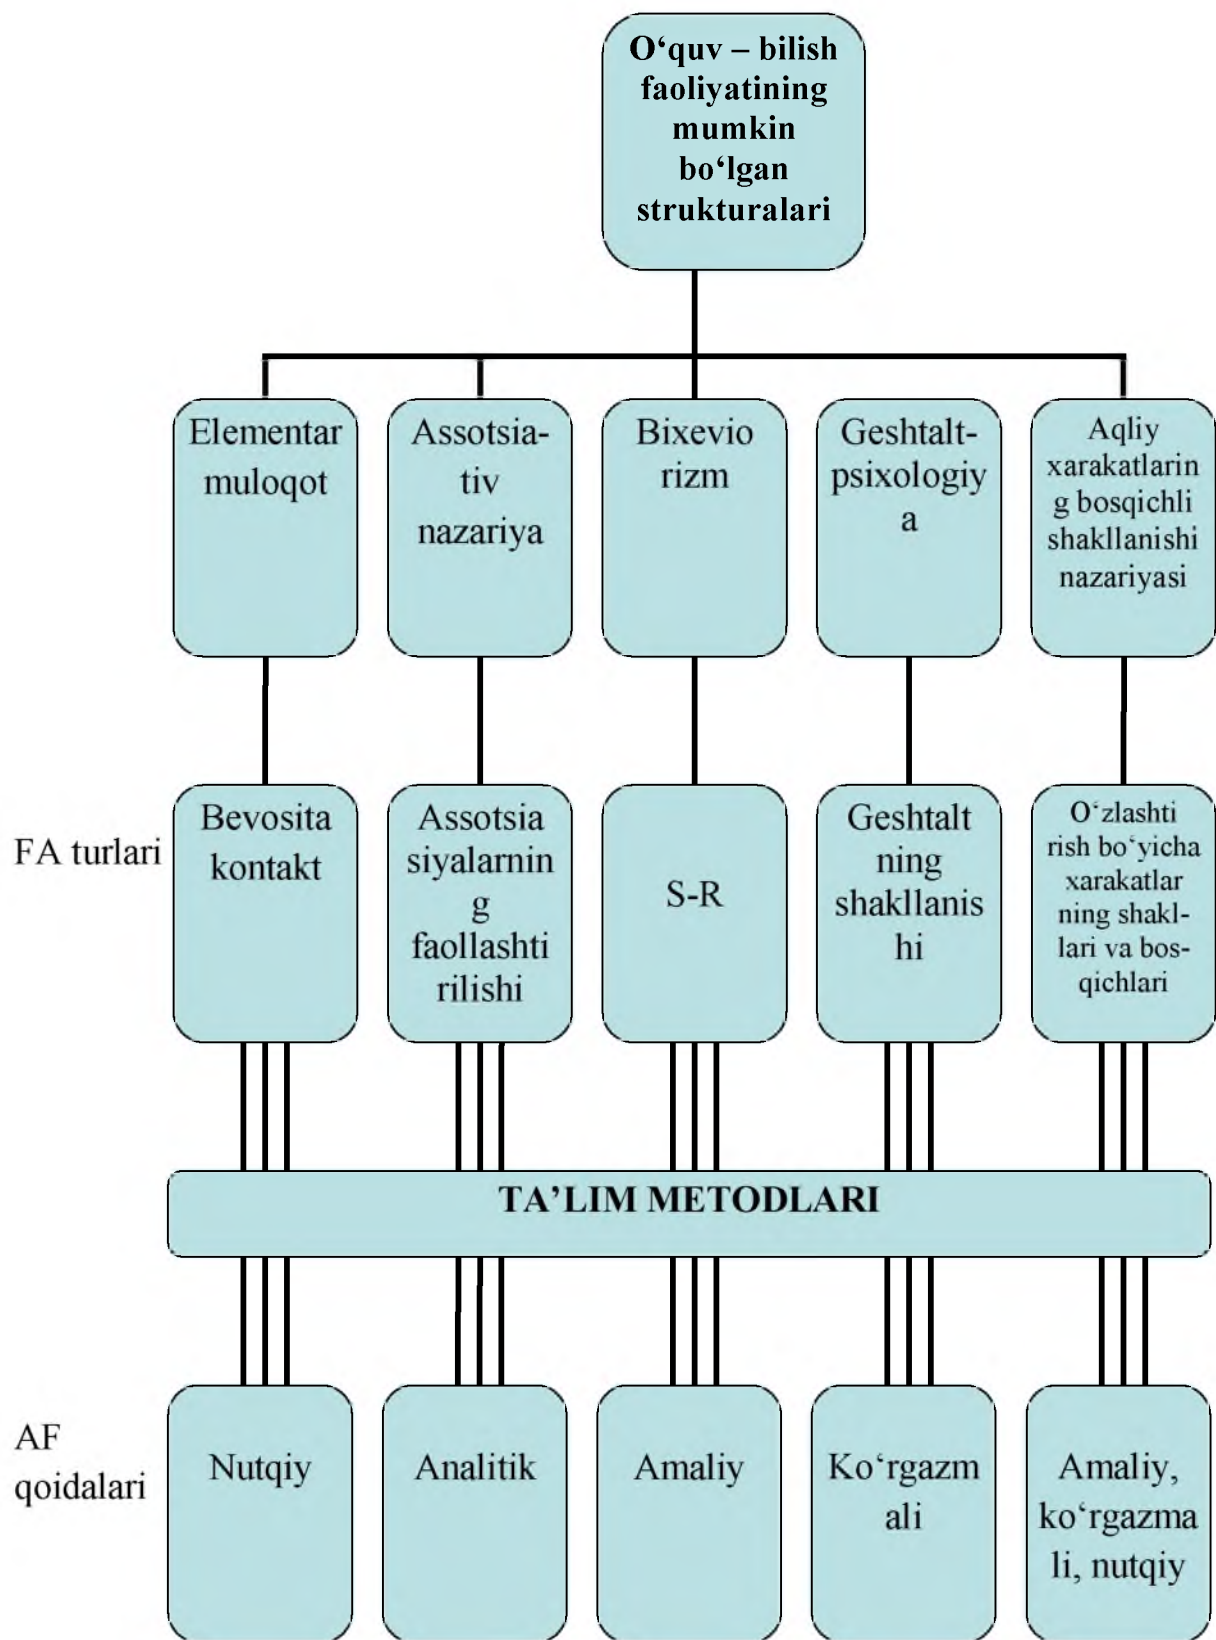 O‘quv – bilish
faoliyatining
mumkin
bo‘lgan
strukturalari
Elementar
muloqot
Assotsia-
tiv
nazariya
Bixevio
rizm
Geshtalt-
psixologiy
a
Aqliy
xarakatlarin
g bosqichli
shakllanishi
nazariyasi
FA turlari
Bevosita
kontakt
Assotsia
siyalarnin
g
faollashti
rilishi
S-R
Geshtalt
ning
shakllanis
hi
O‘zlashti
rish bo‘yicha
xarakatlar
ning shakl-
lari va bos-
qichlari
TA’LIM METODLARI
AF
qoidalari
Nutqiy
Analitik
Amaliy
Ko‘rgazm
ali
Amaliy,
ko‘rgazma
li, nutqiy